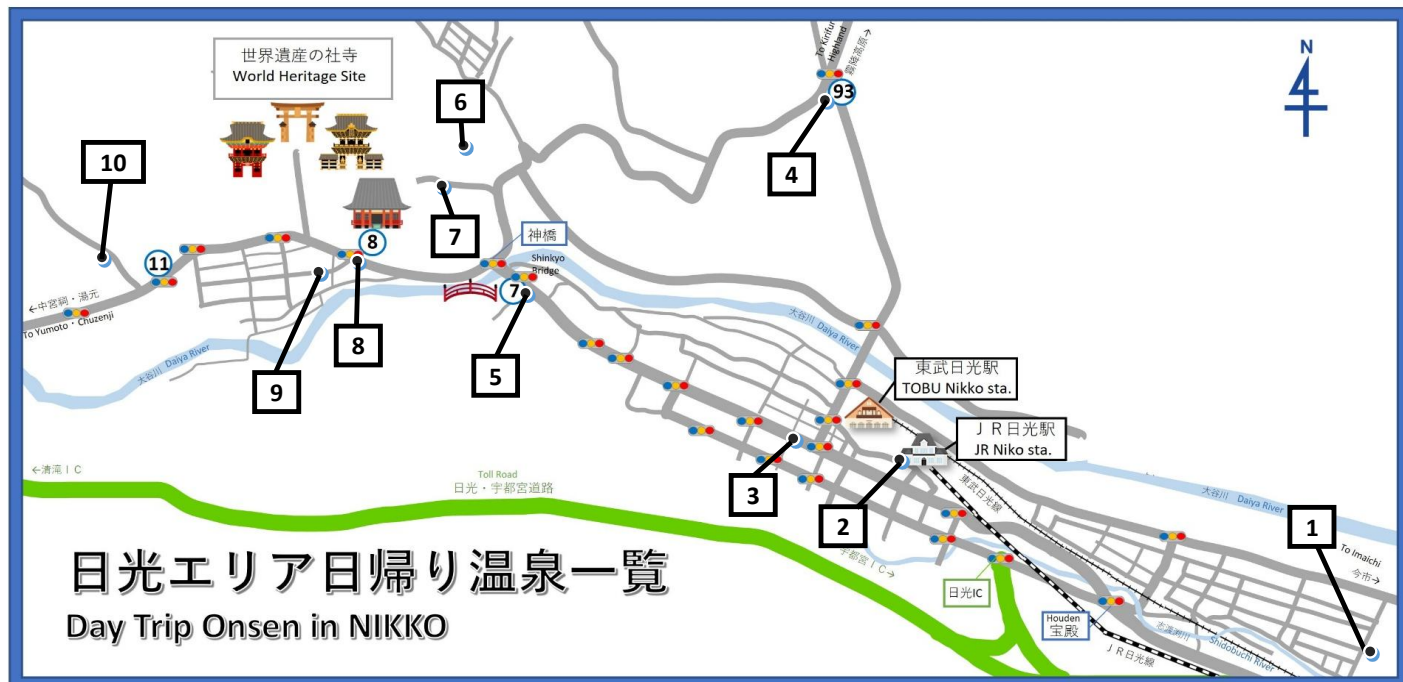 世界遺産の社寺
World Heritage Site
To Kirifuri
Highland
霧降高原→
N
6
93
10
4
7
8
神橋
Shinkyo
Bridge
11
7
←中宮祠・湯元
To Yumoto・Chuzenji
大谷川 Daiya River
大谷川 Daiya River
8
9
5
東武日光駅
TOBU Nikko sta.
ＪＲ日光駅
JR Niko sta.
←清滝ＩＣ
Toll Road
日光・宇都宮道路
3
2
東武日光線
大谷川 Daiya River
1
To Imaichi
今市→
宇都宮ＩＣ→
日光IC
Houden
宝殿
志渕川
Shidobuchi River
ＪＲ日光線
日光エリア日帰り温泉一覧
Day Trip Onsen in NIKKO